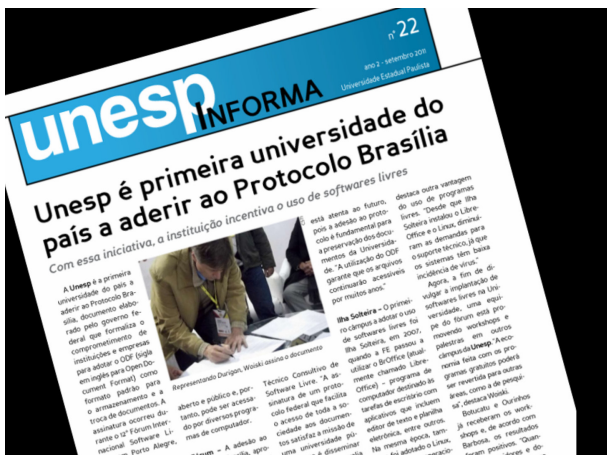 nº 22
ano 2 - setembro 2011
Universidade Estadual Paulista
unesp
INFORMA
Unesp é primeira universidade do
país a aderir ao Protocolo Brasília
Com essa iniciativa, a instituição incentiva o uso de softwares livres
A Unesp é a primeira
universidade do país a
aderir ao Protocolo Bra-
sília, documento elabo-
rado pelo governo fe-
deral que formaliza o
comprometimento de
instituições e empresas
para adotar o ODF (sigla
em inglês para Open Do-
cument Format) como
formato padrão para
o armazenamento e a
troca de documentos. A
assinatura ocorreu du-
rante o 12º Fórum Inter-
nacional Software Li-
Porto Alegre,
Representando Durigan, Woiski assina o documento
aberto e público e, por-
tanto, pode ser acessa-
do por diversos progra-
mas de computador.
– A adesão ao
Técnico Consultivo de
Software Livre. "A as-
sinatura de um proto-
colo federal que facilita
o acesso de toda a so-
ciedade aos documen-
tos satisfaz a missão de
uma universidade pú-
é disseminar
está atenta ao futuro,
pois a adesão ao proto-
colo é fundamental para
a preservação dos docu-
mentos da Universida-
de. "A utilização do ODF
garante que os arquivos
continuarão acessíveis
por muitos anos."
Ilha Solteira – O primei-
ro câmpus a adotar o uso
de softwares livres foi
Ilha Solteira, em 2007,
quando a FE passou a
utilizar o BrOffice (atual-
mente chamado Libre-
Office) – programa de
computador destinado às
tarefas de escritório com
aplicativos que incluem
editor de texto e planilha
eletrônica, entre outros.
Na mesma época, tam-
foi adotado o Linux,
destaca outra vantagem
do uso de programas
livres. "Desde que Ilha
Solteira instalou o Libre-
Office e o Linux, diminuí-
ram as demandas para
o suporte técnico, já que
os sistemas têm baixa
incidência de vírus."
Agora, a fim de di-
vulgar a implantação de
softwares livres na Uni-
versidade, uma equi-
pe do fórum está pro-
movendo workshops e
palestras em outros
câmpus da Unesp. "A eco-
nomia feita com os pro-
gramas gratuitos poderá
ser revertida para outras
áreas, como a de pesqui-
sa", destaca Woiski.
Botucatu e Ourinhos
já receberam os work-
shops e, de acordo com
Barbosa, os resultados
foram positivos. "Quan-